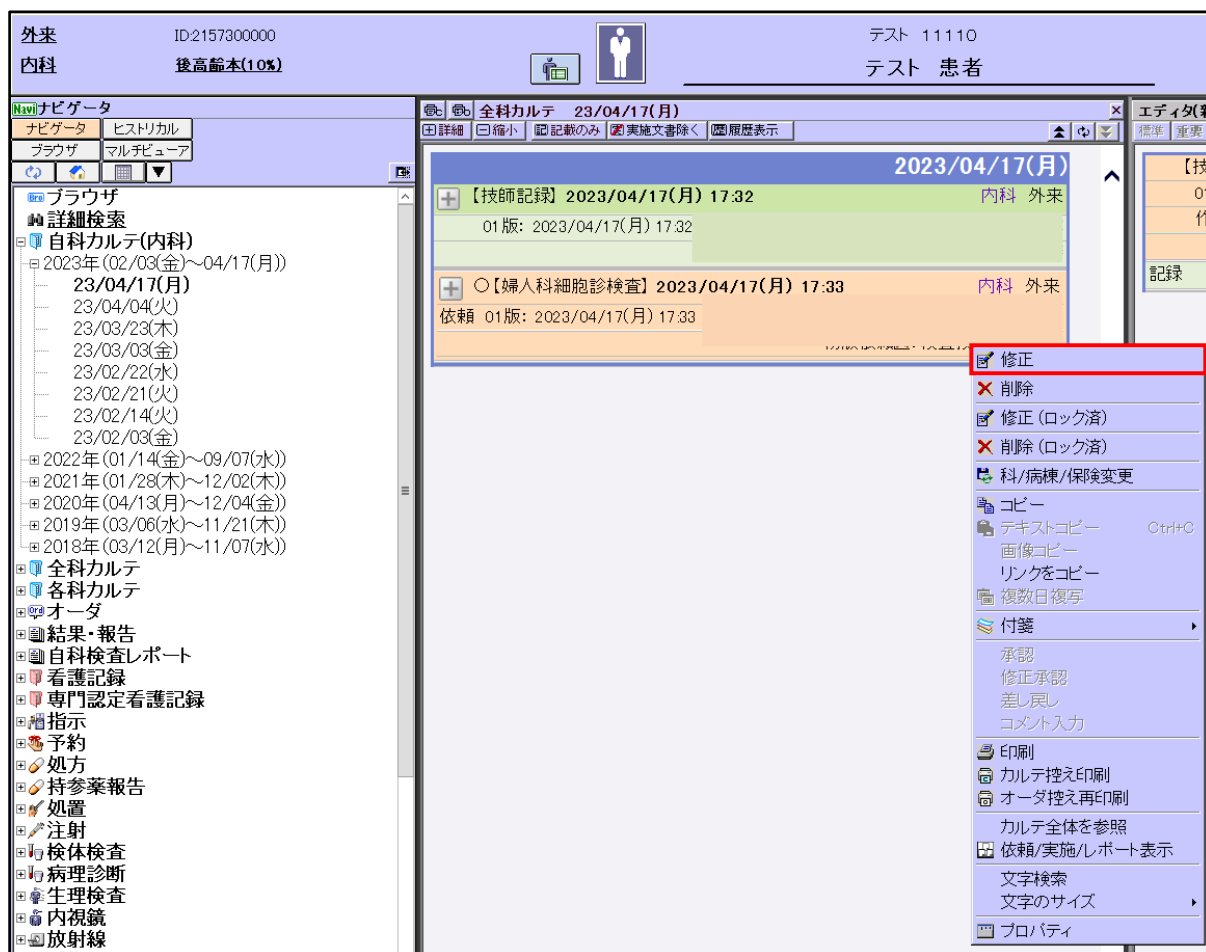 外来 ID:2157300000 テスト 11110
内科 後高齢本(10%) テスト 患者
Navi ナビゲータ
ナビゲータ ヒストリカル
ブラウザ マルチビューア
Bro ブラウザ
詳細検索
自科カルテ(内科)
2023年(02/03(金)～04/17(月))
23/04/17(月)
23/04/04(火)
23/03/23(木)
23/03/03(金)
23/02/22(水)
23/02/21(火)
23/02/14(火)
23/02/03(金)
2022年(01/14(金)～09/07(水))
2021年(01/28(木)～12/02(木))
2020年(04/13(月)～12/04(金))
2019年(03/06(水)～11/21(木))
2018年(03/12(月)～11/07(水))
全科カルテ
各科カルテ
Ord オーダ
結果・報告
自科検査レポート
看護記録
専門認定看護記録
指示
予約
処方
持参薬報告
処置
注射
検体検査
病理診断
生理検査
内視鏡
放射線
全科カルテ 23/04/17(月)
詳細 縮小 記載のみ 実施文書除く 履歴表示
2023/04/17(月)
【技師記録】 2023/04/17(月) 17:32 内科 外来
01版: 2023/04/17(月) 17:32
○【婦人科細胞診検査】 2023/04/17(月) 17:33 内科 外来
依頼 01版: 2023/04/17(月) 17:33
エディタ(新
標準 重要
【技
01
作
記録
修正
削除
修正(ロック済)
削除(ロック済)
科/病棟/保険変更
コピー
テキストコピー Ctrl+C
画像コピー
リンクをコピー
複数日複写
付箋
承認
修正承認
差し戻し
コメント入力
印刷
カルテ控え印刷
オーダ控え再印刷
カルテ全体を参照
依頼/実施/レポート表示
文字検索
文字のサイズ
プロパティ